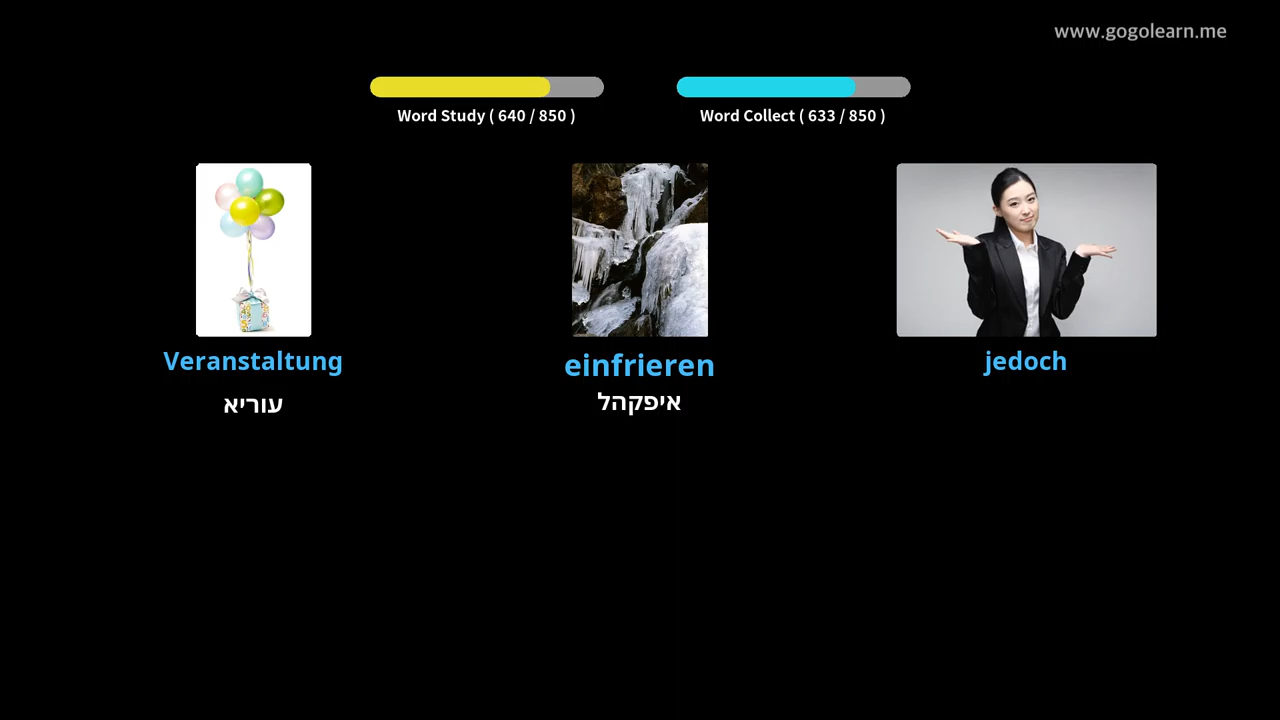 www.gogolearn.me
Word Study ( 640 / 850 )
Word Collect ( 633 / 850 )
Veranstaltung
einfrieren
jedoch
עוריא
איפקהל